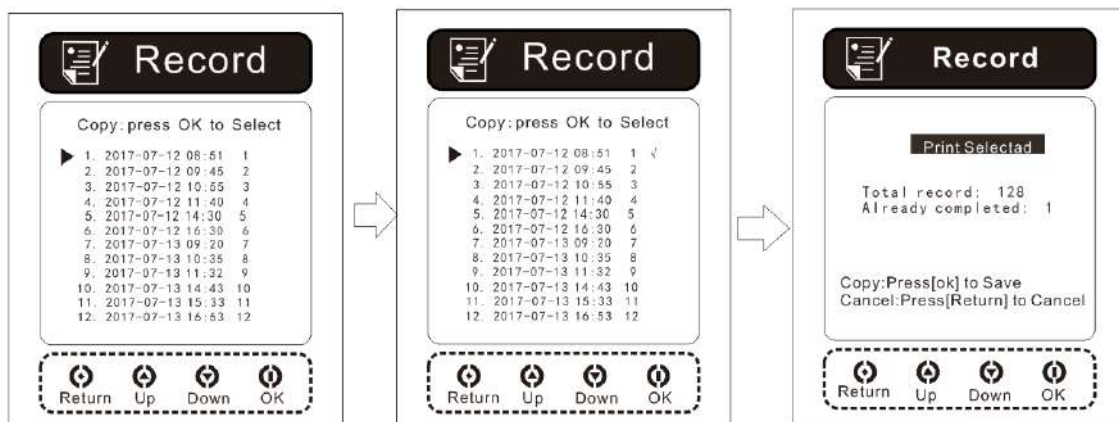 Record
Copy:press OK to Select
1. 2017-07-12 08:51 1
2. 2017-07-12 09:45 2
3. 2017-07-12 10:55 3
4. 2017-07-12 11:40 4
5. 2017-07-12 14:30 5
6. 2017-07-12 16:30 6
7. 2017-07-13 09:20 7
8. 2017-07-13 10:35 8
9. 2017-07-13 11:32 9
10. 2017-07-13 14:43 10
11. 2017-07-13 15:33 11
12. 2017-07-13 16:53 12
Return Up Down OK
Record
Copy:press OK to Select
1. 2017-07-12 08:51 1 √
2. 2017-07-12 09:45 2
3. 2017-07-12 10:55 3
4. 2017-07-12 11:40 4
5. 2017-07-12 14:30 5
6. 2017-07-12 16:30 6
7. 2017-07-13 09:20 7
8. 2017-07-13 10:35 8
9. 2017-07-13 11:32 9
10. 2017-07-13 14:43 10
11. 2017-07-13 15:33 11
12. 2017-07-13 16:53 12
Return Up Down OK
Record
Print Selectad
Total record: 128
Already completed: 1
Copy:Press[ok] to Save
Cancel:Press[Return] to Cancel
Return Up Down OK